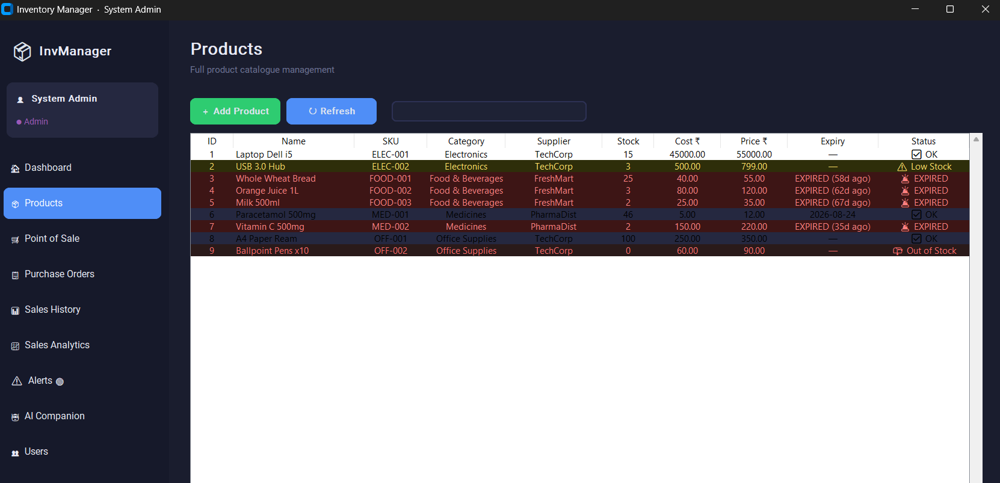 Inventory Manager · System Admin
InvManager
System Admin
Admin
Dashboard
Products
Point of Sale
Purchase Orders
Sales History
Sales Analytics
Alerts
AI Companion
Users
Products
Full product catalogue management
+ Add Product
Refresh
ID Name SKU Category Supplier Stock Cost ₹ Price ₹ Expiry Status
1 Laptop Dell i5 ELEC-001 Electronics TechCorp 15 45000.00 55000.00 — OK
2 USB 3.0 Hub ELEC-002 Electronics TechCorp 3 500.00 799.00 — Low Stock
3 Whole Wheat Bread FOOD-001 Food & Beverages FreshMart 25 40.00 55.00 EXPIRED (58d ago) EXPIRED
4 Orange Juice 1L FOOD-002 Food & Beverages FreshMart 3 80.00 120.00 EXPIRED (62d ago) EXPIRED
5 Milk 500ml FOOD-003 Food & Beverages FreshMart 2 25.00 35.00 EXPIRED (67d ago) EXPIRED
6 Paracetamol 500mg MED-001 Medicines PharmaDist 46 5.00 12.00 2026-08-24 OK
7 Vitamin C 500mg MED-002 Medicines PharmaDist 2 150.00 220.00 EXPIRED (35d ago) EXPIRED
8 A4 Paper Ream OFF-001 Office Supplies TechCorp 100 250.00 350.00 — OK
9 Ballpoint Pens x10 OFF-002 Office Supplies TechCorp 0 60.00 90.00 — Out of Stock